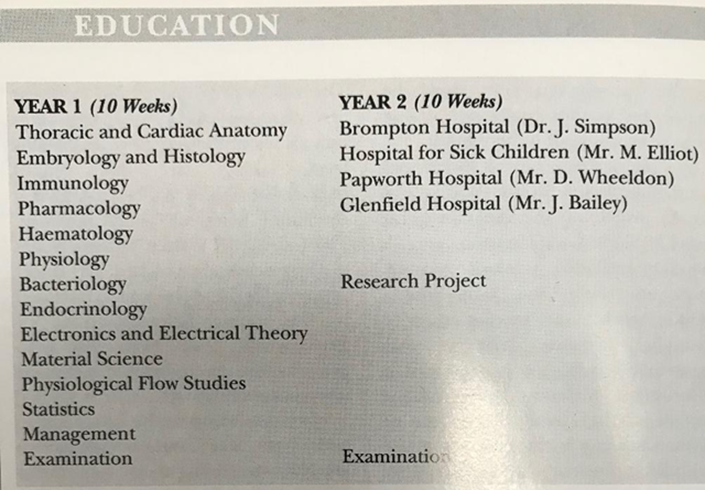 EDUCATION
YEAR 1 (10 Weeks)
Thoracic and Cardiac Anatomy
Embryology and Histology
Immunology
Pharmacology
Haematology
Physiology
Bacteriology
Endocrinology
Electronics and Electrical Theory
Material Science
Physiological Flow Studies
Statistics
Management
Examination
YEAR 2 (10 Weeks)
Brompton Hospital (Dr. J. Simpson)
Hospital for Sick Children (Mr. M. Elliot)
Papworth Hospital (Mr. D. Wheeldon)
Glenfield Hospital (Mr. J. Bailey)
Research Project
Examination